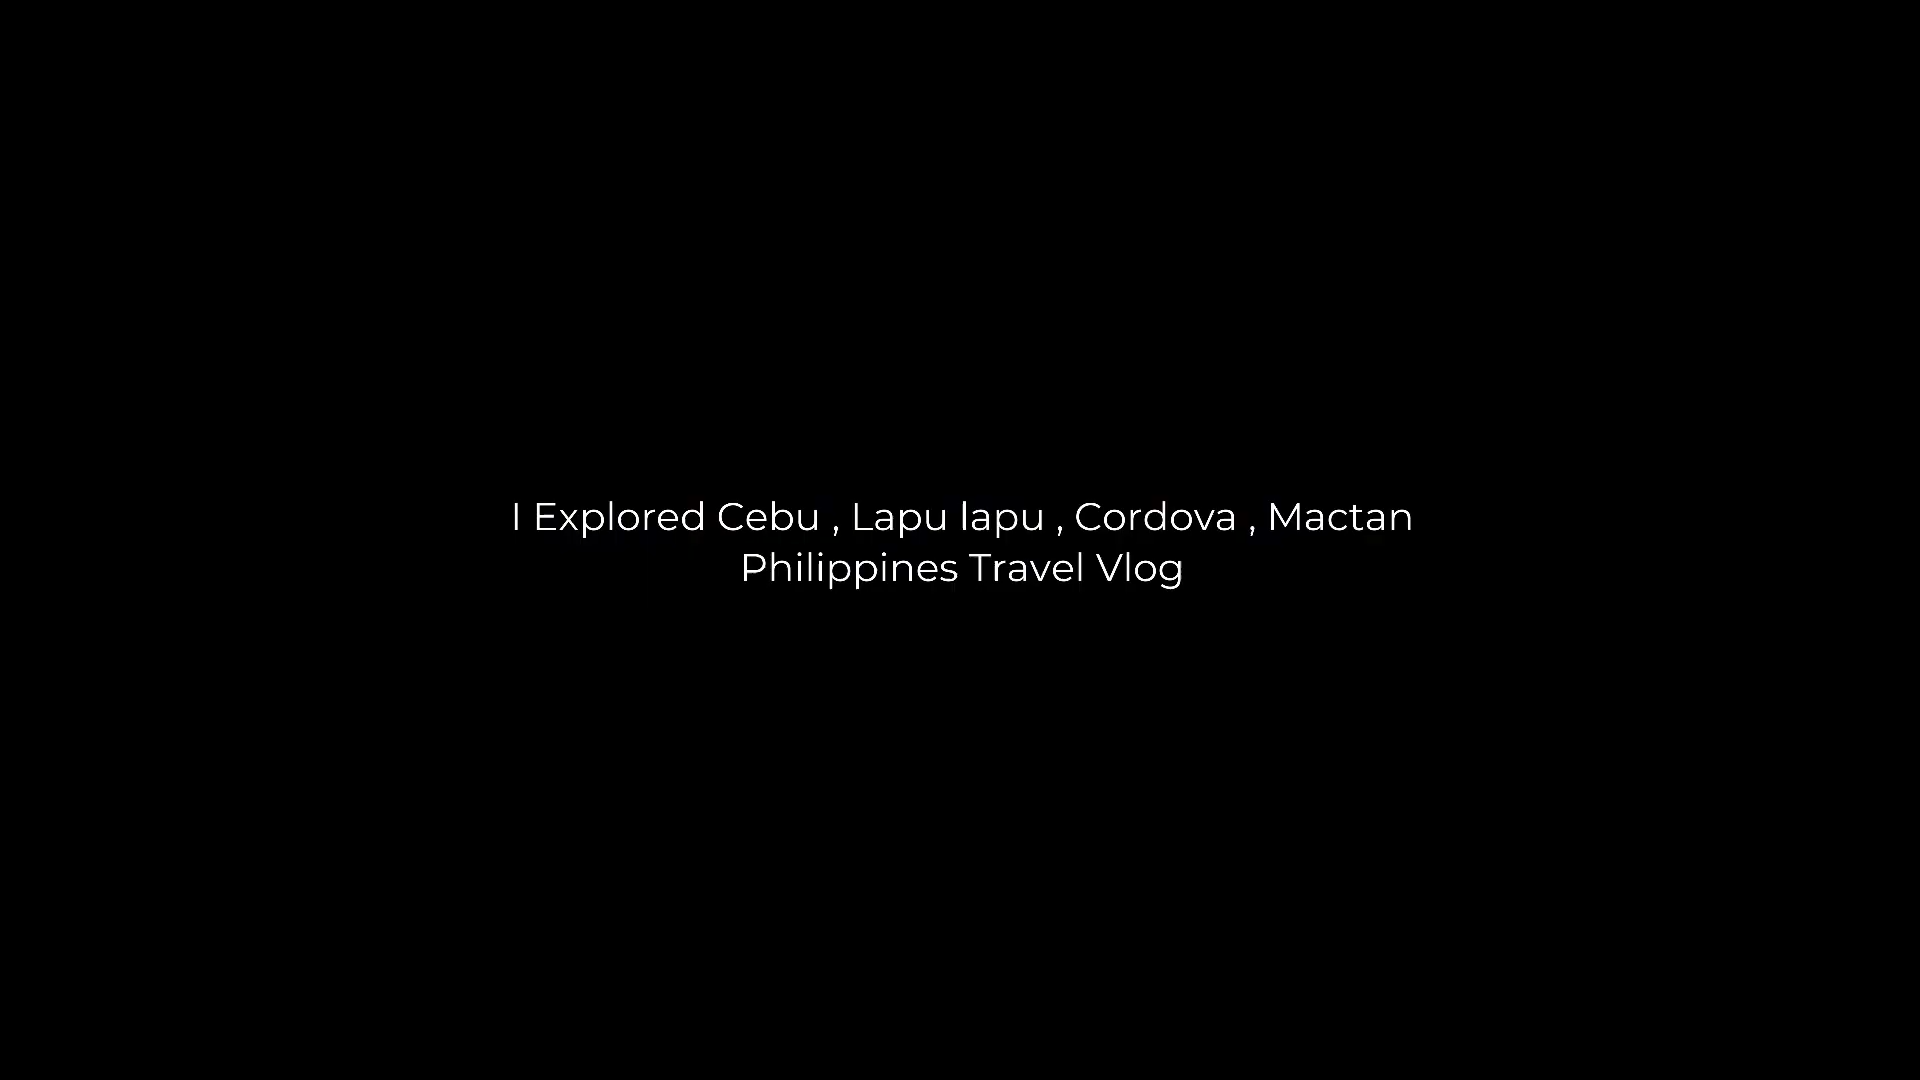 I Explored Cebu , Lapu lapu , Cordova , Mactan
Philippines Travel Vlog